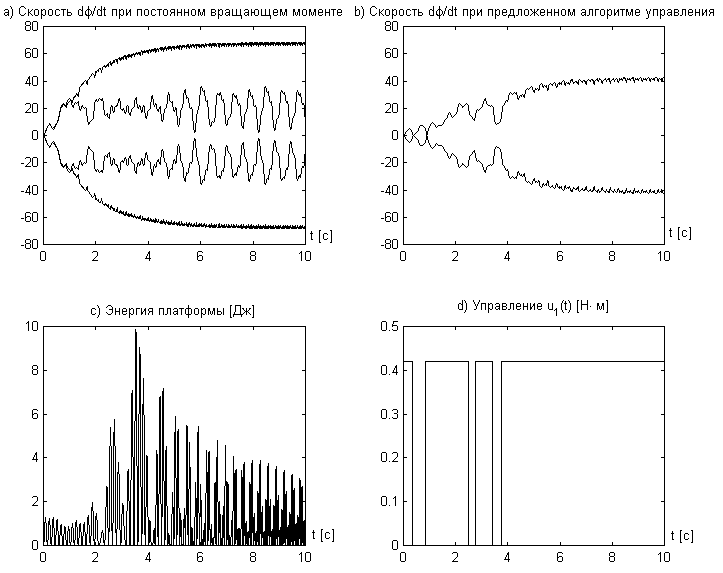 a) Скорость dϕ/dt при постоянном вращающем моменте
b) Скорость dϕ/dt при предложенном алгоритме управления
80
60
40
20
0
-20
-40
-60
-80
0 2 4 6 8 10
t [c]
80
60
40
20
0
-20
-40
-60
-80
0 2 4 6 8 10
t [c]
c) Энергия платформы [Дж]
10
8
6
4
2
0
0 2 4 6 8 10
t [c]
d) Управление u1(t) [Н· м]
0.5
0.4
0.3
0.2
0.1
0
0 2 4 6 8 10
t [c]